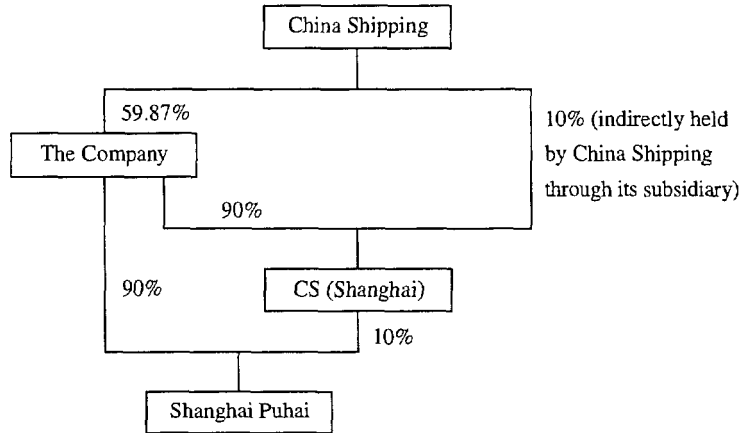 China Shipping
59.87%
10% (indirectly held
by China Shipping
through its subsidiary)
The Company
90%
90%
CS (Shanghai)
10%
Shanghai Puhai